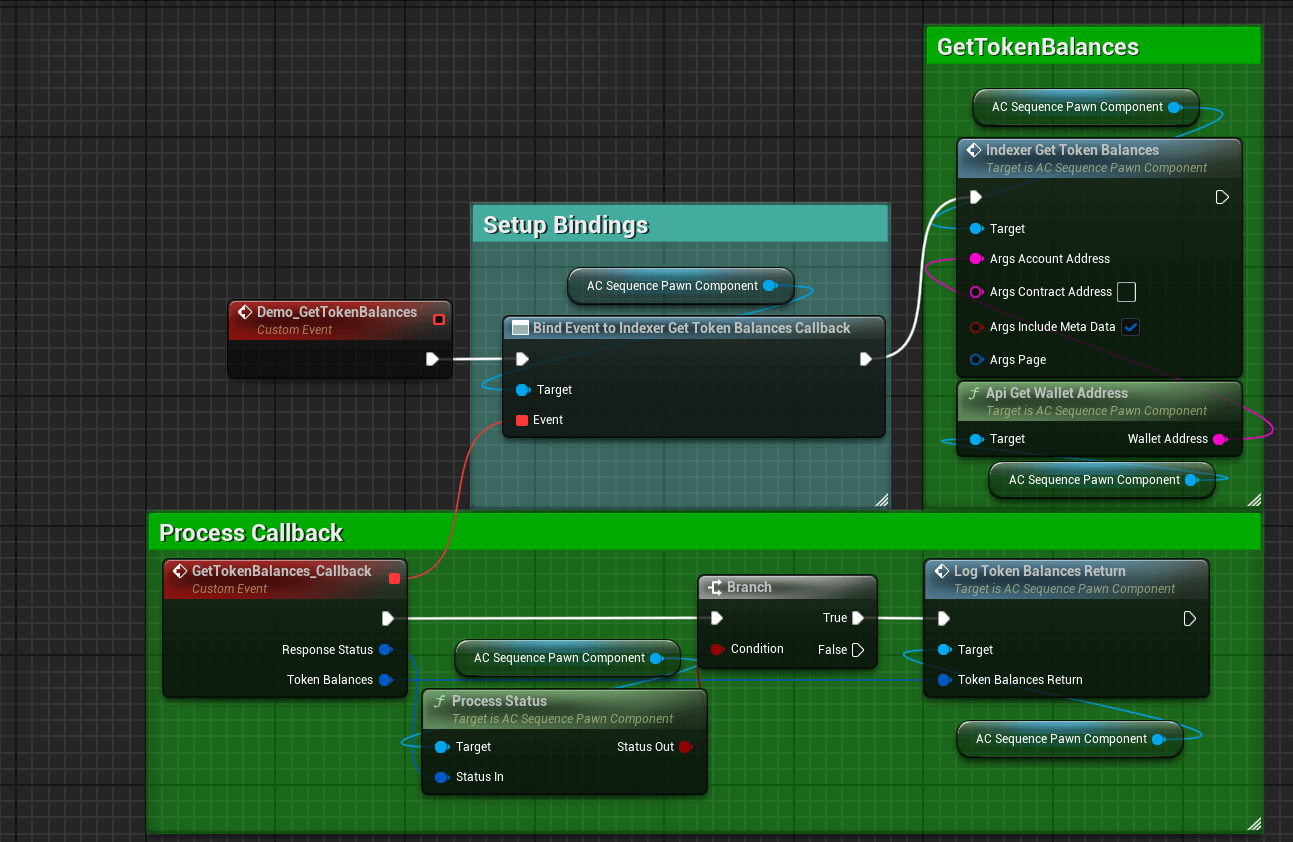 GetTokenBalances
AC Sequence Pawn Component
Indexer Get Token Balances
Target is AC Sequence Pawn Component
Target
Args Account Address
Args Contract Address
Args Include Meta Data
Args Page
Api Get Wallet Address
Target is AC Sequence Pawn Component
Target Wallet Address
AC Sequence Pawn Component
Setup Bindings
AC Sequence Pawn Component
Bind Event to Indexer Get Token Balances Callback
Target
Event
Demo_GetTokenBalances
Custom Event
Process Callback
GetTokenBalances_Callback
Custom Event
Response Status
Token Balances
AC Sequence Pawn Component
Process Status
Target is AC Sequence Pawn Component
Target Status Out
Status In
Branch
True
Condition False
Log Token Balances Return
Target is AC Sequence Pawn Component
Target
Token Balances Return
AC Sequence Pawn Component